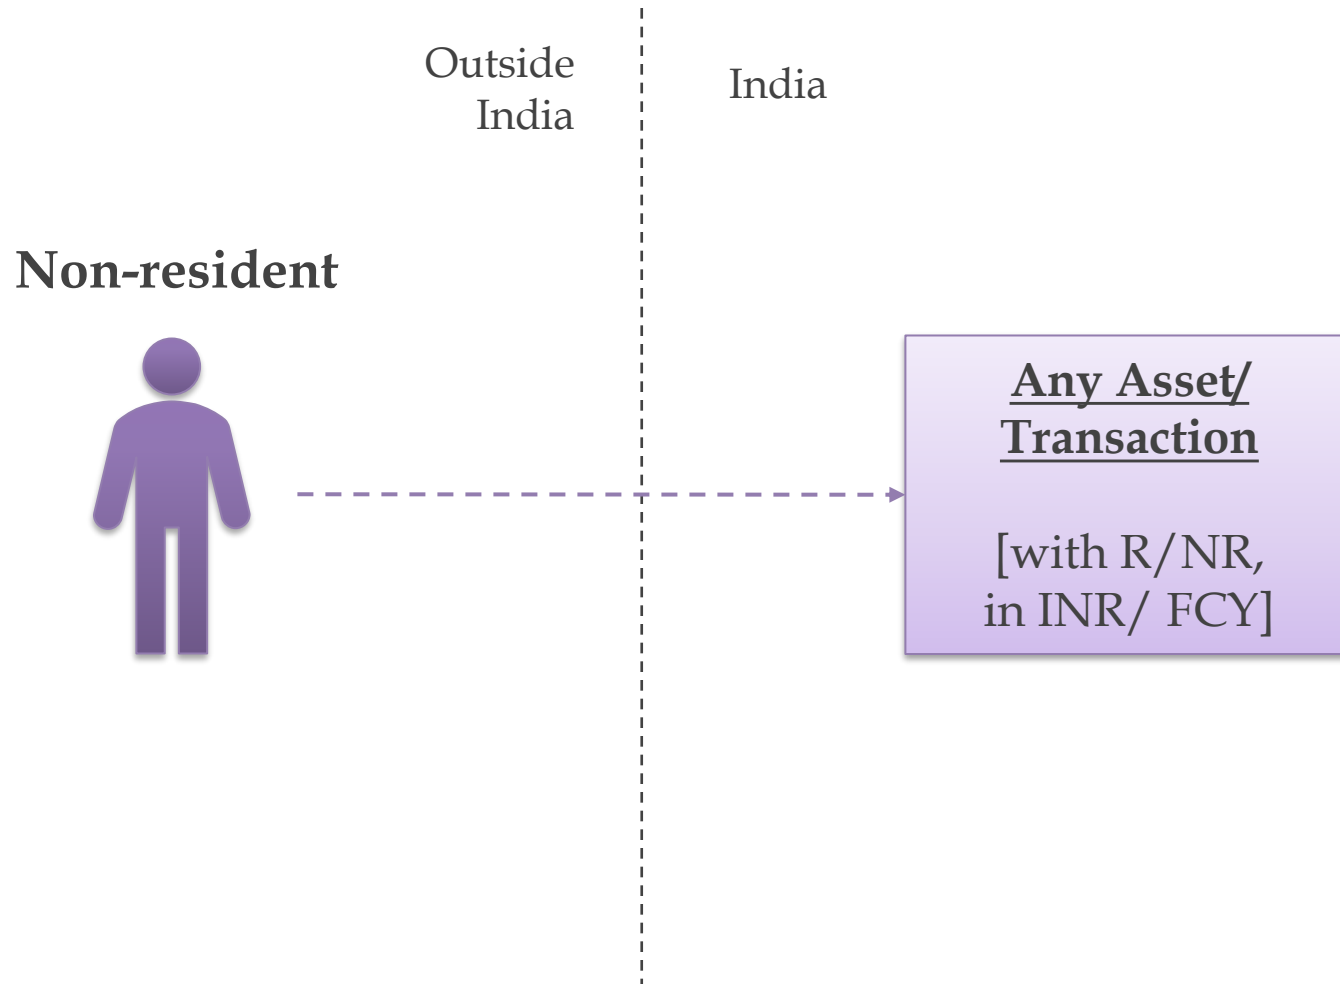 Outside
India
India
Non-resident
Any Asset/
Transaction
[with R/NR,
in INR/ FCY]